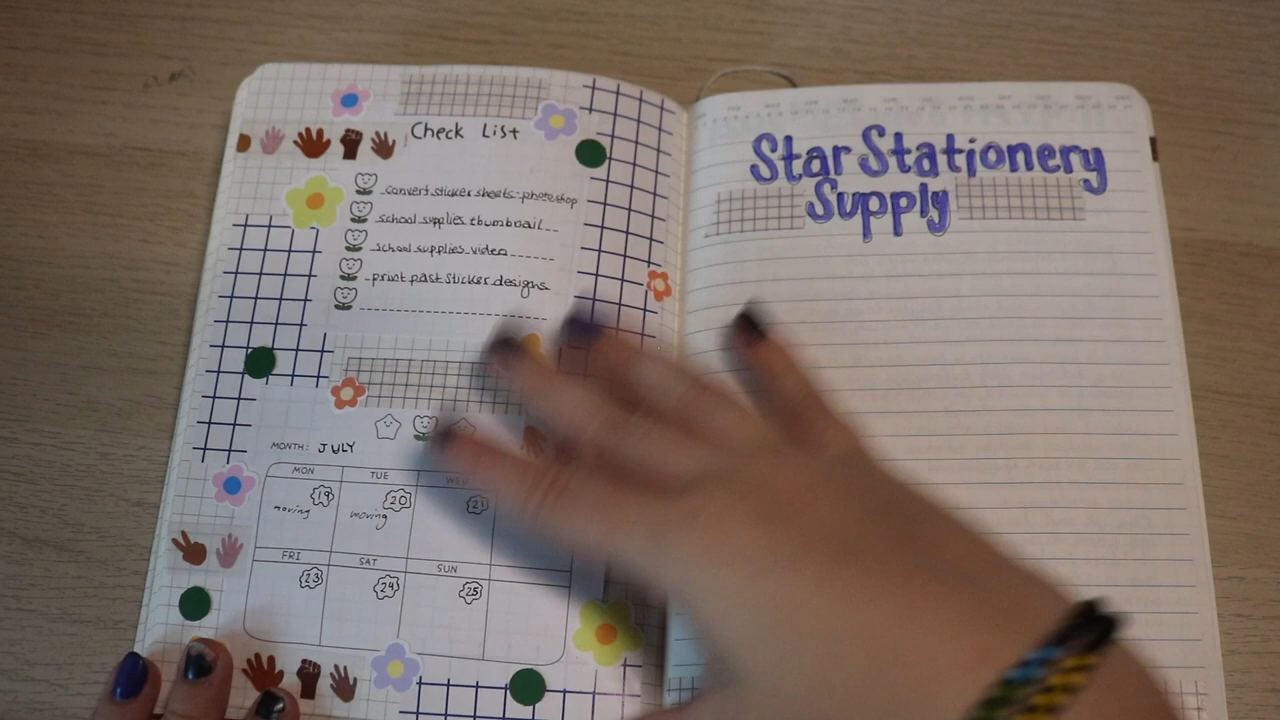 Check List
convert sticker sheets - photoshop
school supplies thumbnail
school supplies video
print past sticker designs
MONTH: JULY
MON TUE WED
19 20 21
moving moving
FRI SAT SUN
23 24 25
Star Stationery
Supply